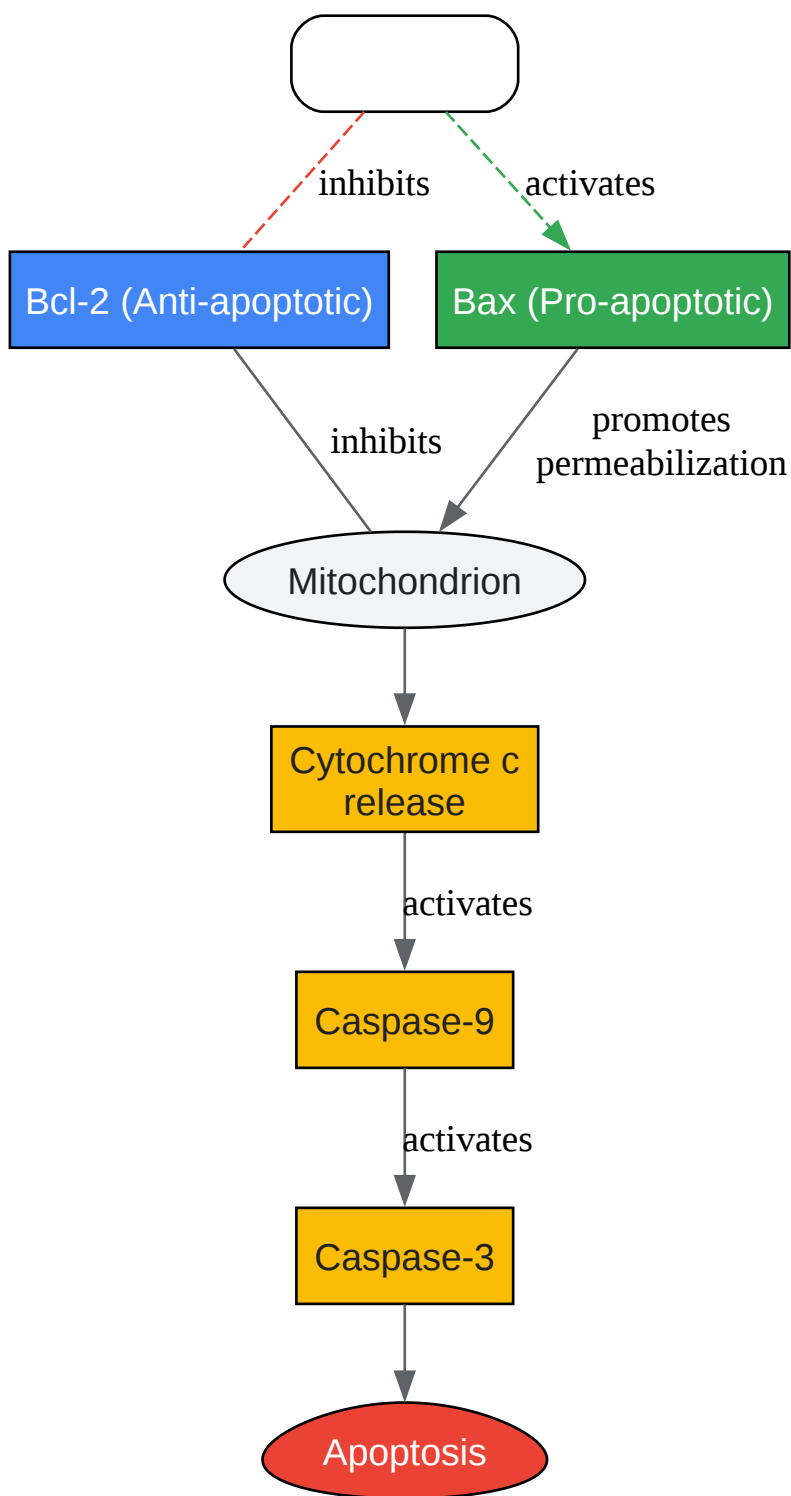 inhibits
activates
Bcl-2 (Anti-apoptotic)
Bax (Pro-apoptotic)
inhibits
promotes
permeabilization
Mitochondrion
Cytochrome c
release
activates
Caspase-9
activates
Caspase-3
Apoptosis